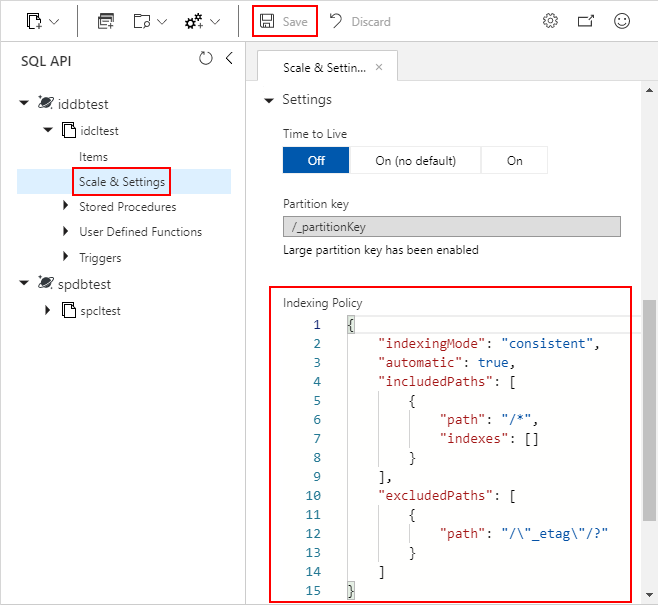 Save
Discard
SQL API
iddbtest
idcltest
Items
Scale & Settings
Stored Procedures
User Defined Functions
Triggers
spdbtest
spcltest
Scale & Settin...
Settings
Time to Live
Off
On (no default)
On
Partition key
/_partitionKey
Large partition key has been enabled
Indexing Policy
1 {
2 "indexingMode": "consistent",
3 "automatic": true,
4 "includedPaths": [
5 {
6 "path": "/*",
7 "indexes": []
8 }
9 ],
10 "excludedPaths": [
11 {
12 "path": "/\"_etag\"/?"
13 }
14 ]
15 }